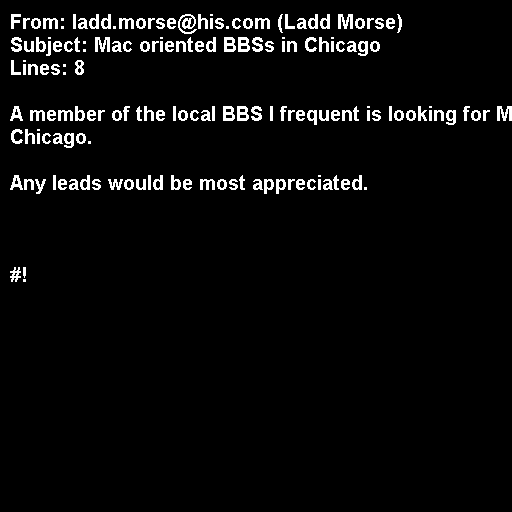 From: ladd.morse@his.com (Ladd Morse)
Subject: Mac oriented BBSs in Chicago
Lines: 8
A member of the local BBS I frequent is looking for
Chicago.
Any leads would be most appreciated.
#!